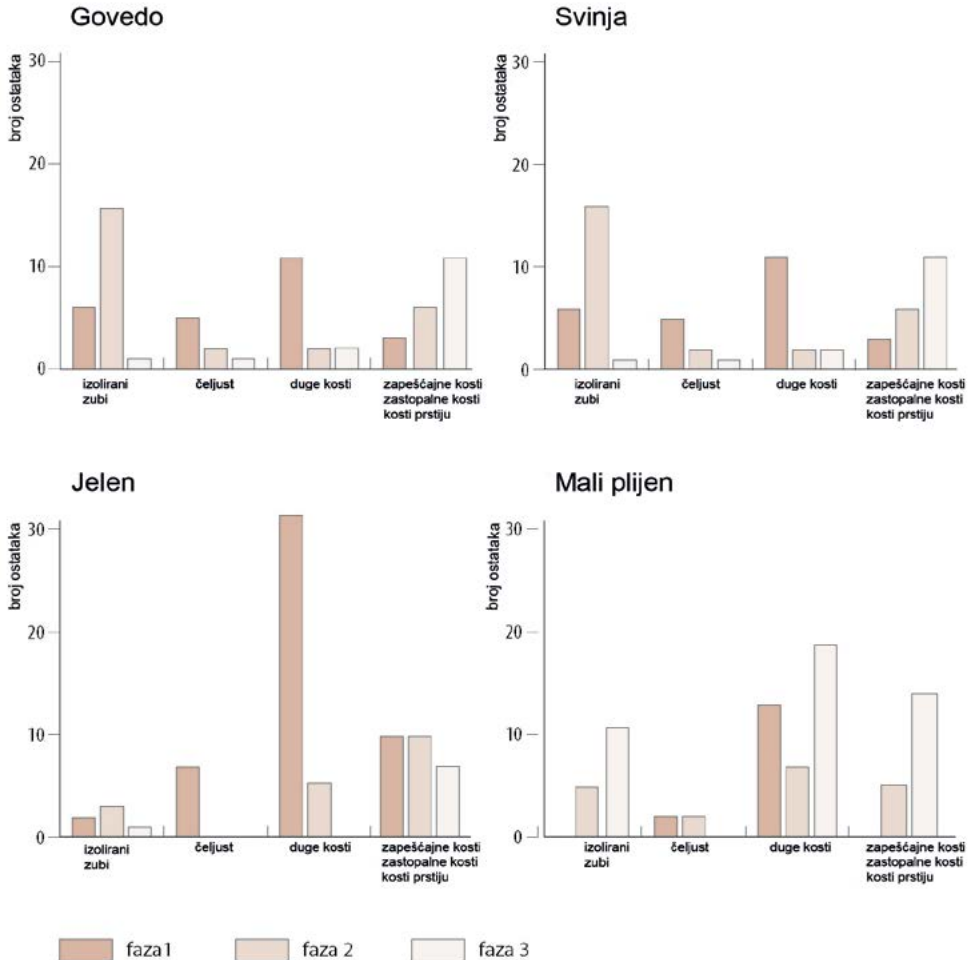 Govedo
broj ostataka
30
20
10
0
izolirani
zubi
čeljust
duge kosti
zapešćajne kosti
zastopalne kosti
kosti prstiju
Svinja
broj ostataka
30
20
10
0
izolirani
zubi
čeljust
duge kosti
zapešćajne kosti
zastopalne kosti
kosti prstiju
Jelen
broj ostataka
30
20
10
0
izolirani
zubi
čeljust
duge kosti
zapešćajne kosti
zastopalne kosti
kosti prstiju
Mali plijen
broj ostataka
30
20
10
0
izolirani
zubi
čeljust
duge kosti
zapešćajne kosti
zastopalne kosti
kosti prstiju
faza1
faza 2
faza 3